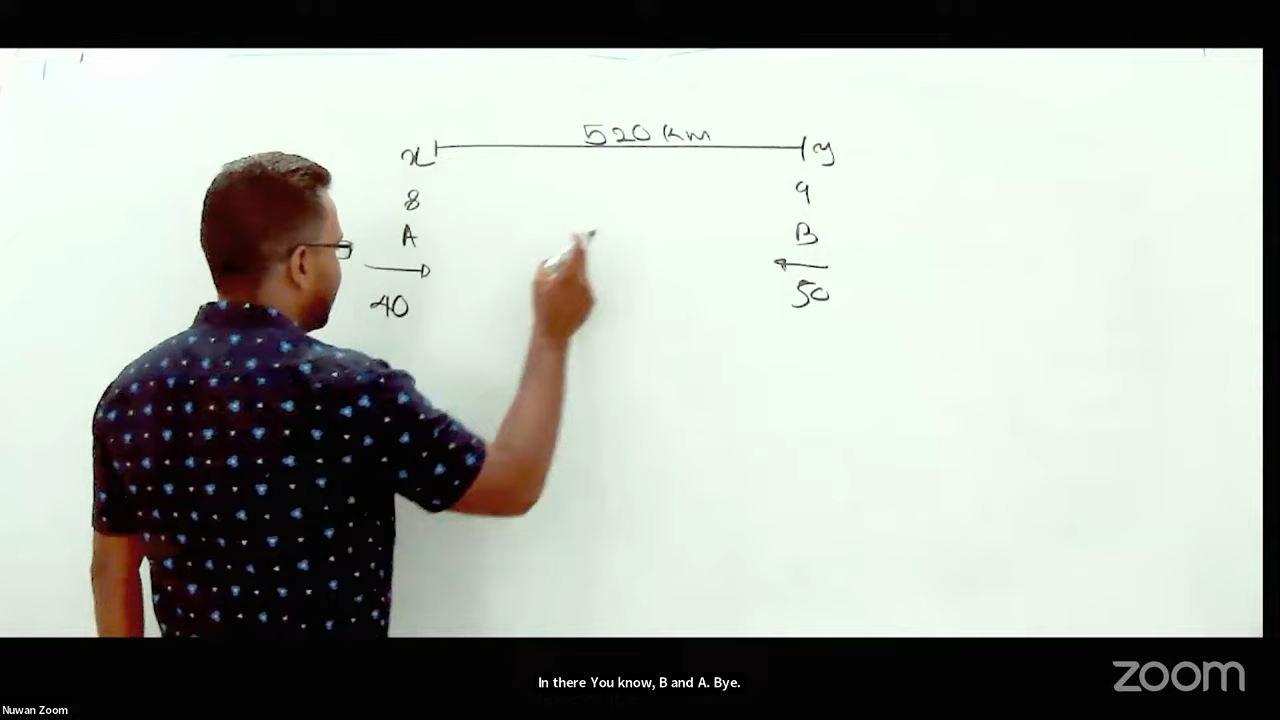 520 km
x y
8 9
A B
40 50
In there You know, B and A. Bye.
zoom
Nuwan Zoom